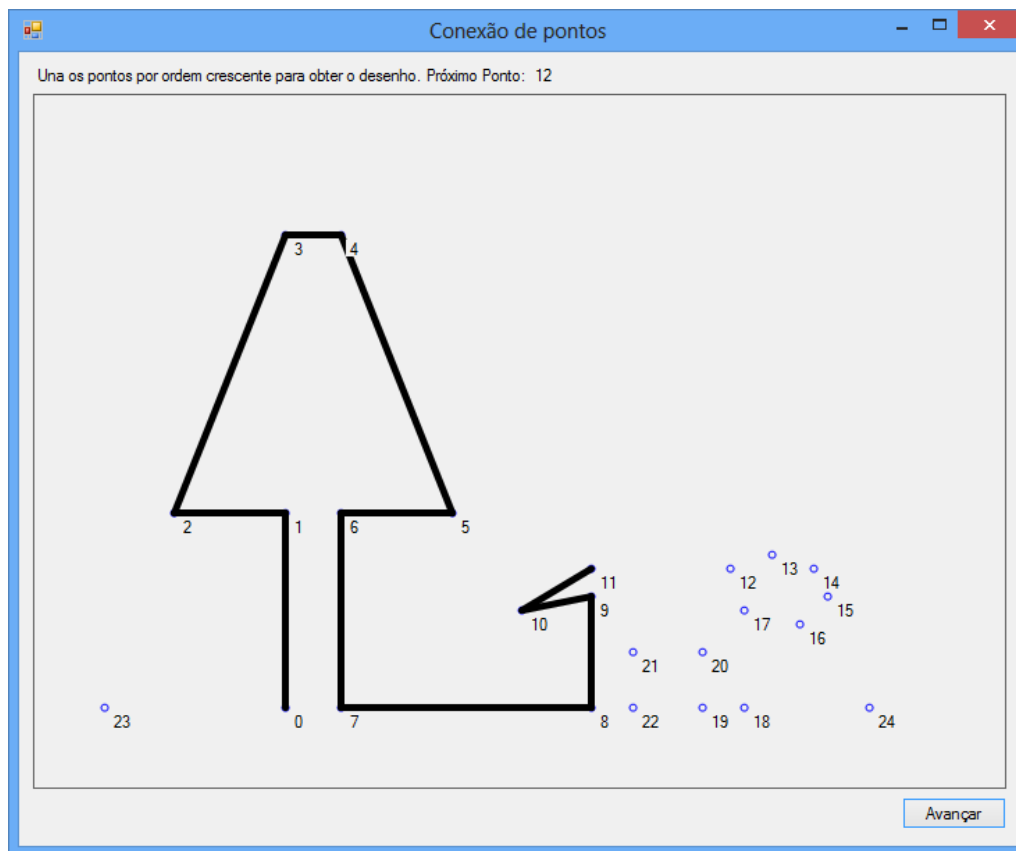 Conexão de pontos
Una os pontos por ordem crescente para obter o desenho. Próximo Ponto: 12
3 4
2 1 6 5
11 12 13 14
10 9 17 15
16
21 20
23 0 7 8 22 19 18 24
Avançar